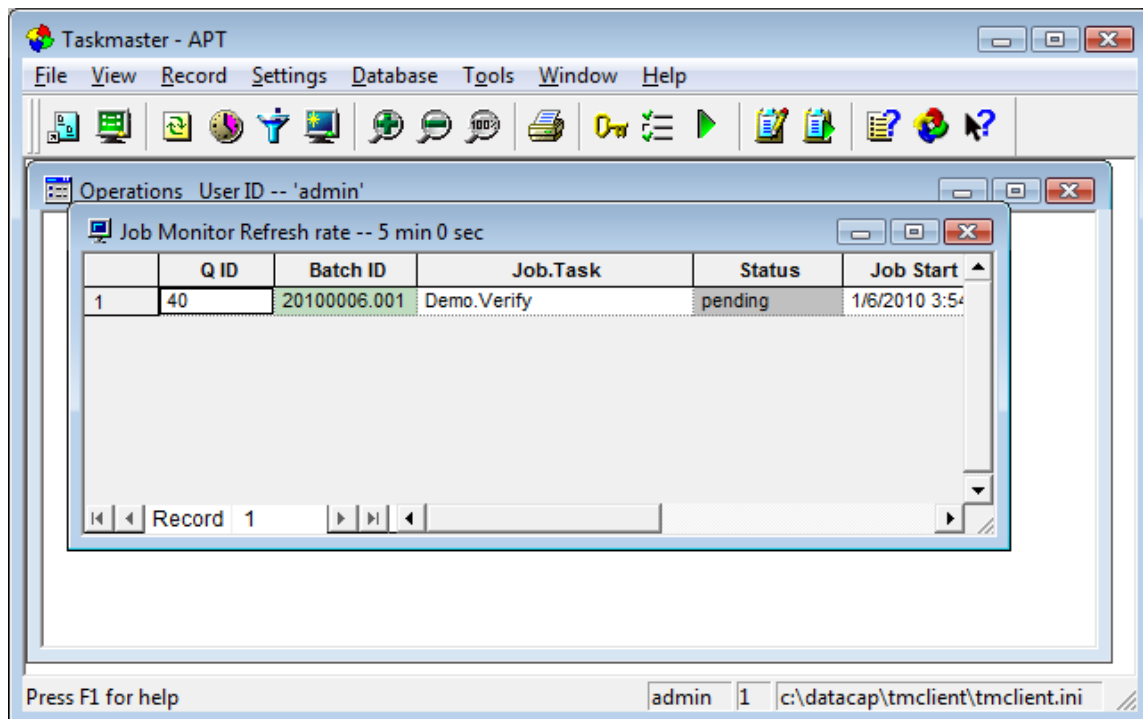 Taskmaster - APT
File View Record Settings Database Tools Window Help
100%
Operations User ID -- 'admin'
Job Monitor Refresh rate -- 5 min 0 sec
Q ID Batch ID Job.Task Status Job Start
1 40 20100006.001 Demo.Verify pending 1/6/2010 3:54
Record 1
Press F1 for help admin 1 c:\datacap\tmclient\tmclient.ini